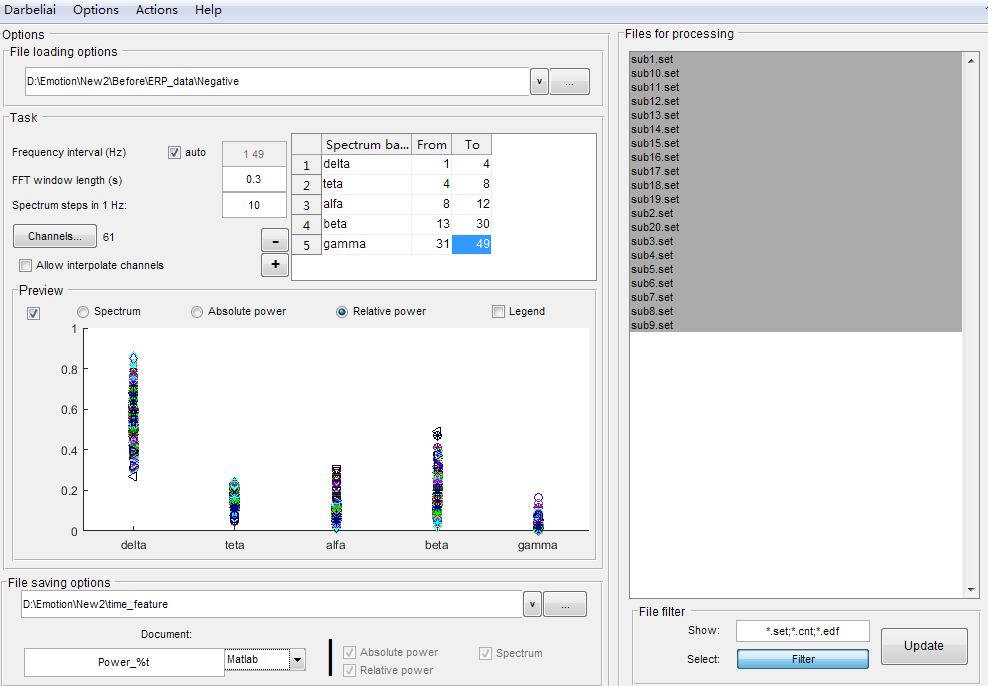 Darbeliai Options Actions Help
Options
File loading options
D:\Emotion\New2\Before\ERP_data\Negative v ...
Task
Frequency interval (Hz) auto 1 49
FFT window length (s) 0.3
Spectrum steps in 1 Hz: 10
Channels... 61
Allow interpolate channels
-
+
Spectrum ba... From To
1 delta 1 4
2 teta 4 8
3 alfa 8 12
4 beta 13 30
5 gamma 31 49
Preview
Spectrum Absolute power Relative power Legend
1
0.8
0.6
0.4
0.2
0
delta teta alfa beta gamma
File saving options
D:\Emotion\New2\time_feature v ...
Document:
Power_%t Matlab
Absolute power Spectrum
Relative power
Files for processing
sub1.set
sub10.set
sub11.set
sub12.set
sub13.set
sub14.set
sub15.set
sub16.set
sub17.set
sub18.set
sub19.set
sub2.set
sub20.set
sub3.set
sub4.set
sub5.set
sub6.set
sub7.set
sub8.set
sub9.set
File filter
Show: *.set;*.cnt;*.edf
Select: Filter
Update